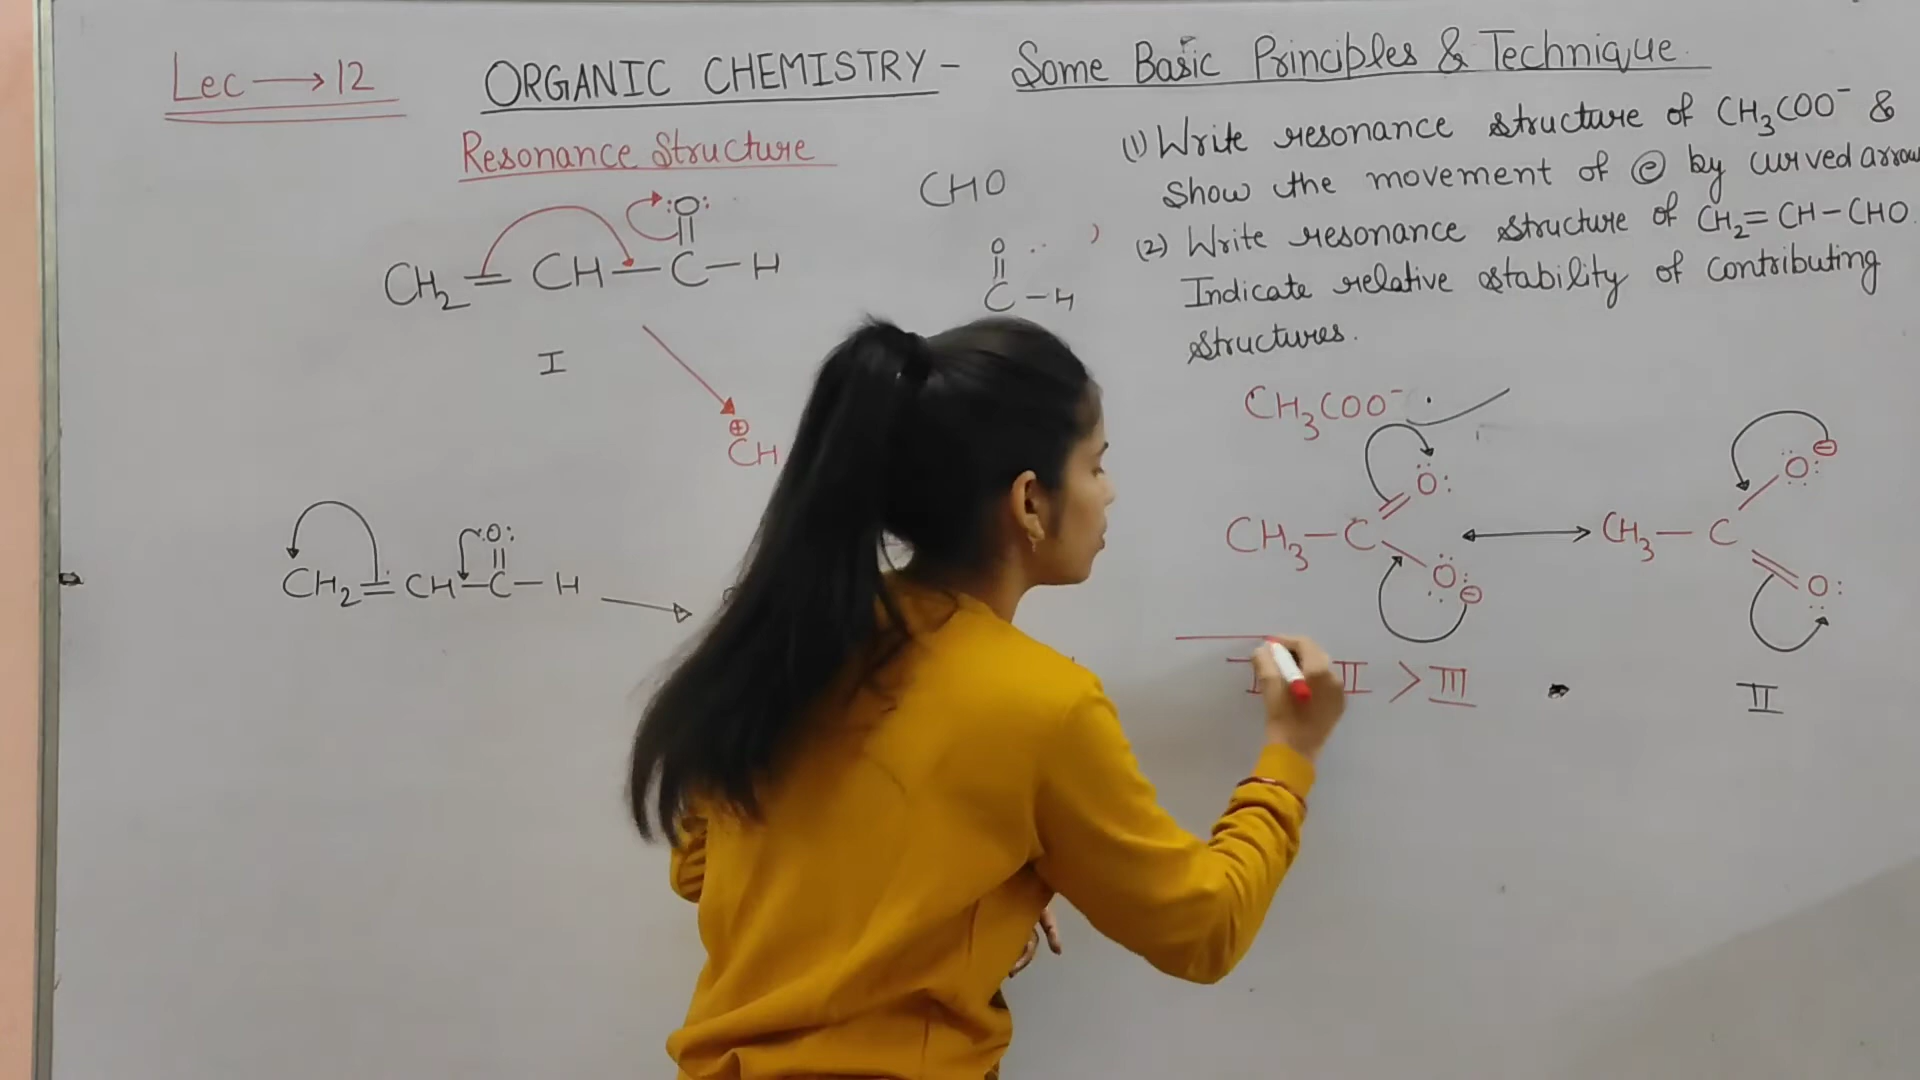 Lec → 12
ORGANIC CHEMISTRY - Some Basic Principles & Technique
Resonance Structure
(1) Write resonance structure of CH3COO⁻ &
Show the movement of ⓔ by curved arrow
(2) Write resonance structure of CH2=CH-CHO.
Indicate relative stability of contributing
structures.
CHO
:O:
CH2 = CH - C - H
O ..
C - H
I
⊕
CH
CH3COO⁻
O:
CH3 - C
O: ⊖
↔
O: ⊖
CH3 - C
O:
:O:
CH2 = CH - C - H
II > III
II